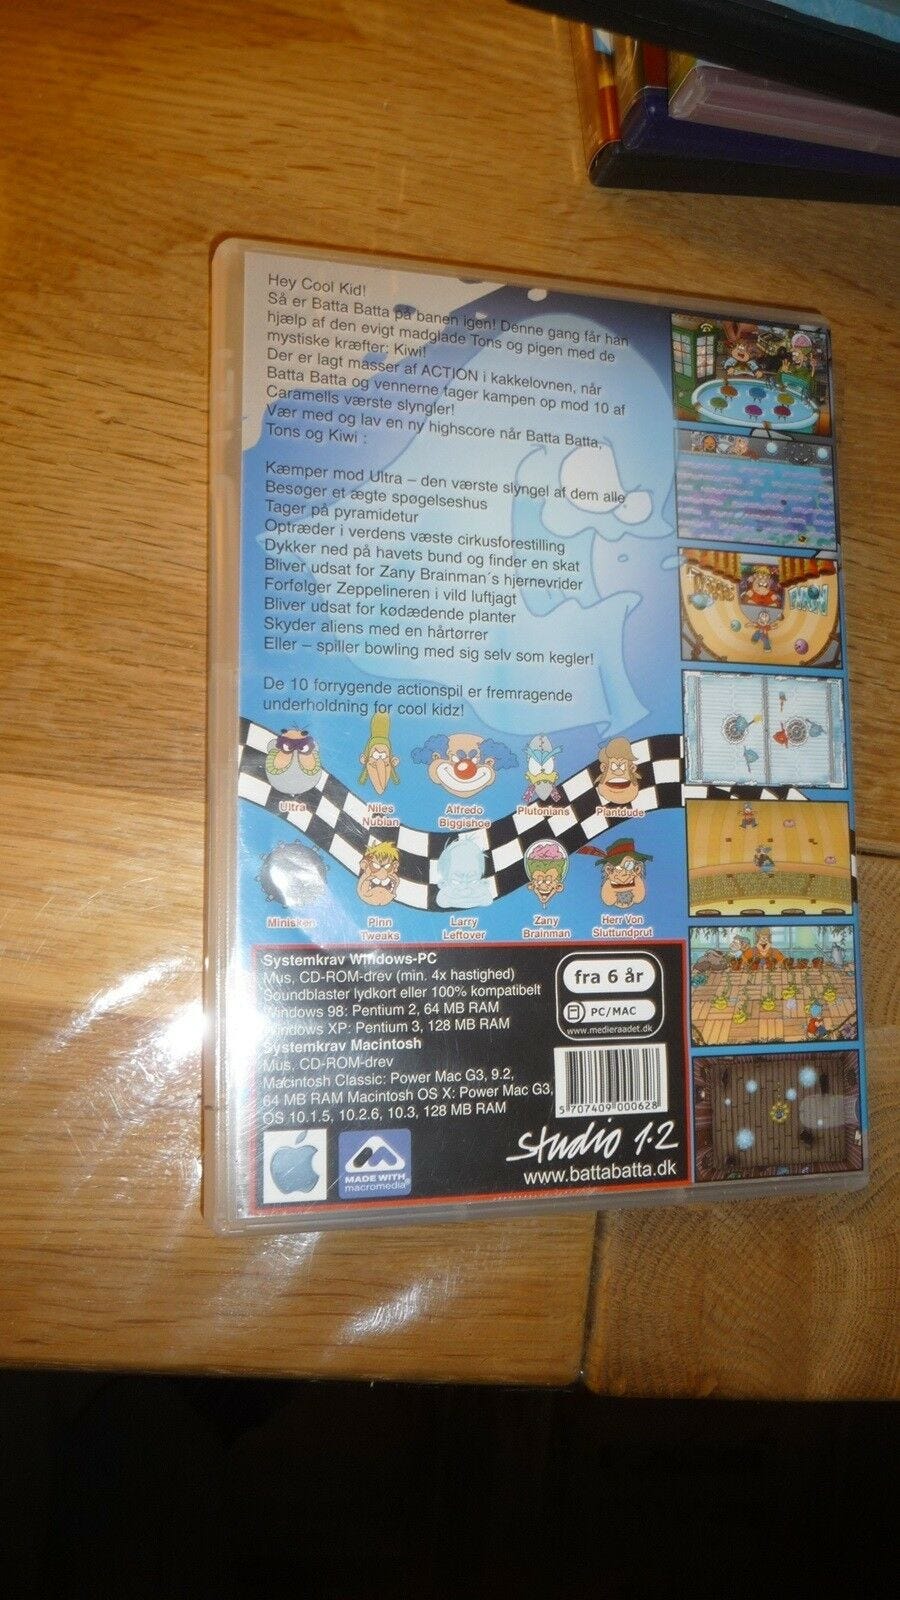 Hey Cool Kid!
Så er Batta Batta på banen igen! Denne gang får han
hjælp af den evigt madglade Tons og pigen med de
mystiske kræfter: Kiwi!
Der er lagt masser af ACTION i kakkelovnen, når
Batta Batta og vennerne tager kampen op mod 10 af
Caramells værste slyngler!
Vær med og lav en ny highscore når Batta Batta,
Tons og Kiwi :
Kæmper mod Ultra – den værste slyngel af dem alle
Besøger et ægte spøgelseshus
Tager på pyramidetur
Optræder i verdens væste cirkusforestilling
Dykker ned på havets bund og finder en skat
Bliver udsat for Zany Brainman´s hjernevrider
Forfølger Zeppelineren i vild luftjagt
Bliver udsat for kødædende planter
Skyder aliens med en hårtørrer
Eller – spiller bowling med sig selv som kegler!
De 10 forrygende actionspil er fremragende
underholdning for cool kidz!
Ultra
Niles
Nubian
Alfredo
Biggishoe
Plutonians
Plantdude
Minisken
Pinn
Tweaks
Larry
Leftover
Zany
Brainman
Herr Von
Sluttundprut
Systemkrav Windows-PC
Mus, CD-ROM-drev (min. 4x hastighed)
Soundblaster lydkort eller 100% kompatibelt
Windows 98: Pentium 2, 64 MB RAM
Windows XP: Pentium 3, 128 MB RAM
Systemkrav Macintosh
Mus, CD-ROM-drev
Macintosh Classic: Power Mac G3, 9.2,
64 MB RAM Macintosh OS X: Power Mac G3,
OS 10.1.5, 10.2.6, 10.3, 128 MB RAM
fra 6 år
PC/MAC
www.medieraadet.dk
5 707409 000628
MADE WITH
macromedia®
Studio 1·2
www.battabatta.dk